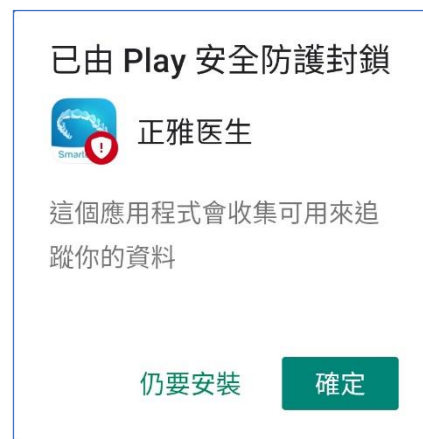 已由 Play 安全防護封鎖
Smart
正雅医生
這個應用程式會收集可用來追
蹤你的資料
仍要安裝
確定